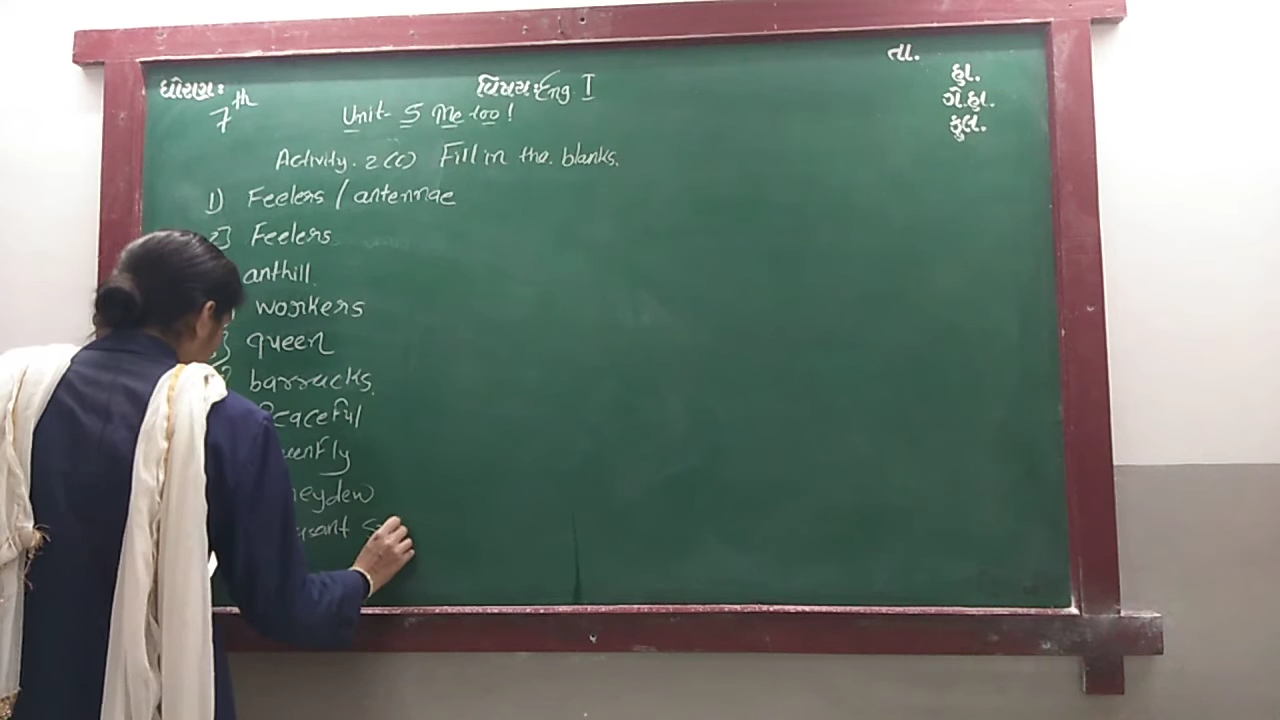 ધોરણ:
7th
વિષય: Eng. I
તા.
હા.
ગે.હા.
કુલ.
Unit- 5 Me too!
Activity. 2 (C) Fill in the. blanks.
1) Feelers / antennae
2] Feelers
anthill.
workers
queen
barracks.
Peaceful